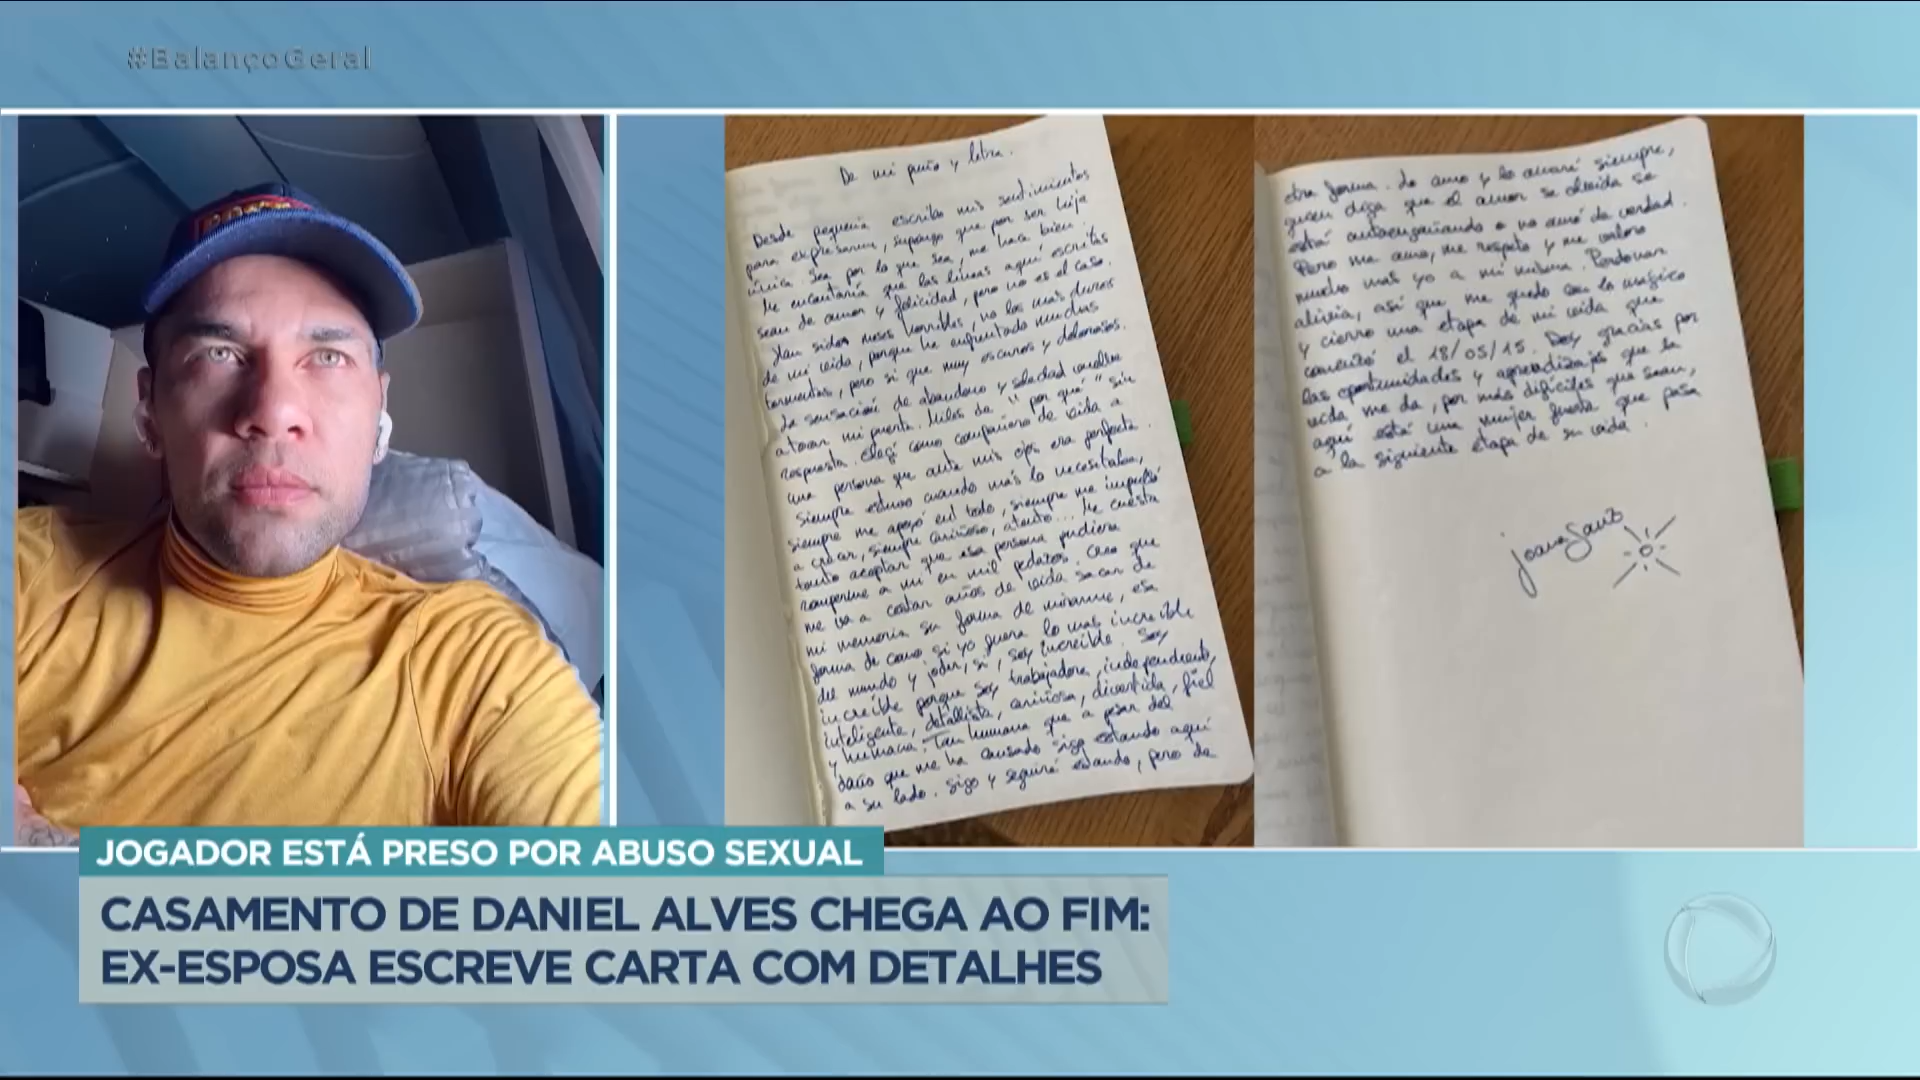 #BalançoGeral
De mi puño y letra.
Desde pequeña escribo mis sentimientos
para expresarme, supongo que por ser hija
única. Sea por lo que sea, me hace bien.
Me encantaría que las líneas aquí escritas
sean de amor y felicidad, pero no es el caso.
Han sido meses horribles, no los mas duros
de mi vida, porque he enfrentado muchas
tormentas, pero si que muy oscuros y dolorosos.
La sensación de abandono y soledad
a tocar mi puerta. Miles de "por qué" sin
respuesta. Elegí como compañero de vida a
una persona que ante mis ojos era perfecta.
Siempre estuvo cuando más lo necesitaba,
siempre me apoyó en todo, siempre me impulsó
a crecer, siempre cariñoso, atento... Me cuesta
tanto aceptar que esa persona pudiera
romperme a mi en mil pedazos. Creo que
me va a costar años de vida sacar de
mi memoria su forma de mirarme, esa
forma de como si yo fuera lo mas increíble
del mundo y joder, si, soy increíble. Soy
increíble porque soy trabajadora, independiente,
inteligente, detallista, cariñosa, divertida, fiel
y humana. Tan humana que a pesar del
daño que me ha causado sigo estando aquí
a su lado. Sigo y seguiré estando, pero de
otra forma. Lo amo y lo amaré siempre,
quien diga que el amor se olvida se
está autoengañando o no amó de verdad.
Pero me amo, me respeto y me valoro
mucho mas yo a mi misma. Perdonar
alivia, así que me quedo con lo mágico
y cierro una etapa de mi vida que
comenzó el 18/05/15. Doy gracias por
las oportunidades y aprendizajes que la
vida me da, por más difíciles que sean,
aquí está una mujer fuerte que pasa
a la siguiente etapa de su vida.
Joana Sanz
JOGADOR ESTÁ PRESO POR ABUSO SEXUAL
CASAMENTO DE DANIEL ALVES CHEGA AO FIM:
EX-ESPOSA ESCREVE CARTA COM DETALHES